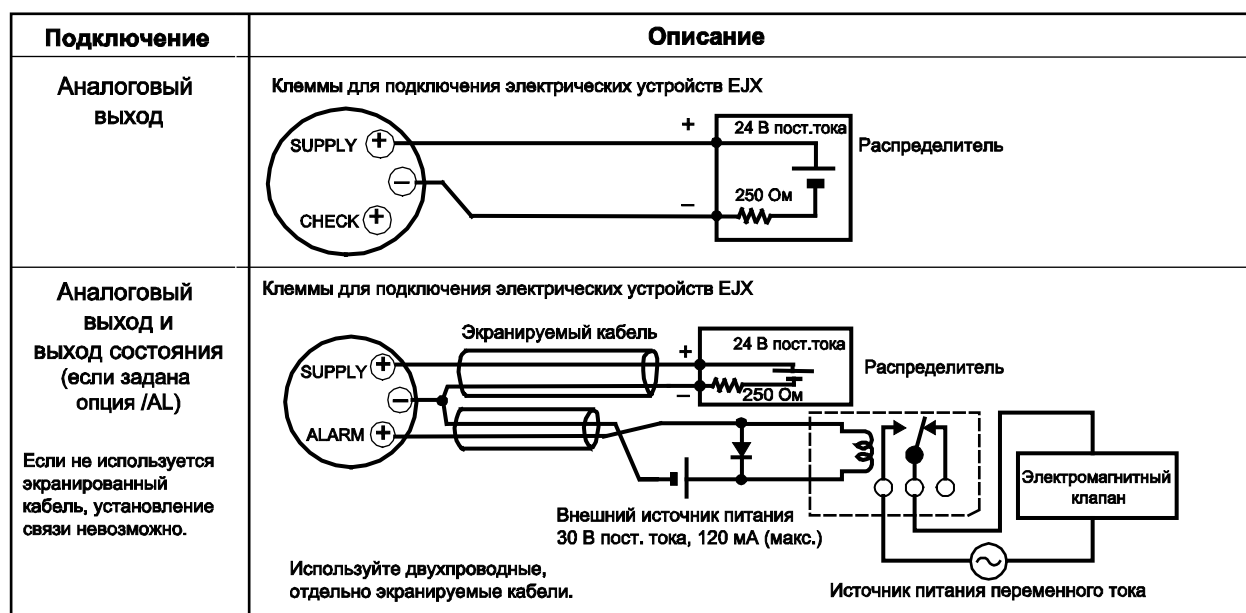 Подключение
Описание
Аналоговый
выход
Клеммы для подключения электрических устройств EJX
SUPPLY +
−
CHECK +
+
−
24 В пост.тока
250 Ом
Распределитель
Аналоговый
выход и
выход состояния
(если задана
опция /AL)
Если не используется
экранированный
кабель, установление
связи невозможно.
Клеммы для подключения электрических устройств EJX
Экранируемый кабель
SUPPLY +
−
ALARM +
+
−
24 В пост.тока
250 Ом
Распределитель
Электромагнитный
клапан
Внешний источник питания
30 В пост. тока, 120 мА (макс.)
Используйте двухпроводные,
отдельно экранируемые кабели.
Источник питания переменного тока